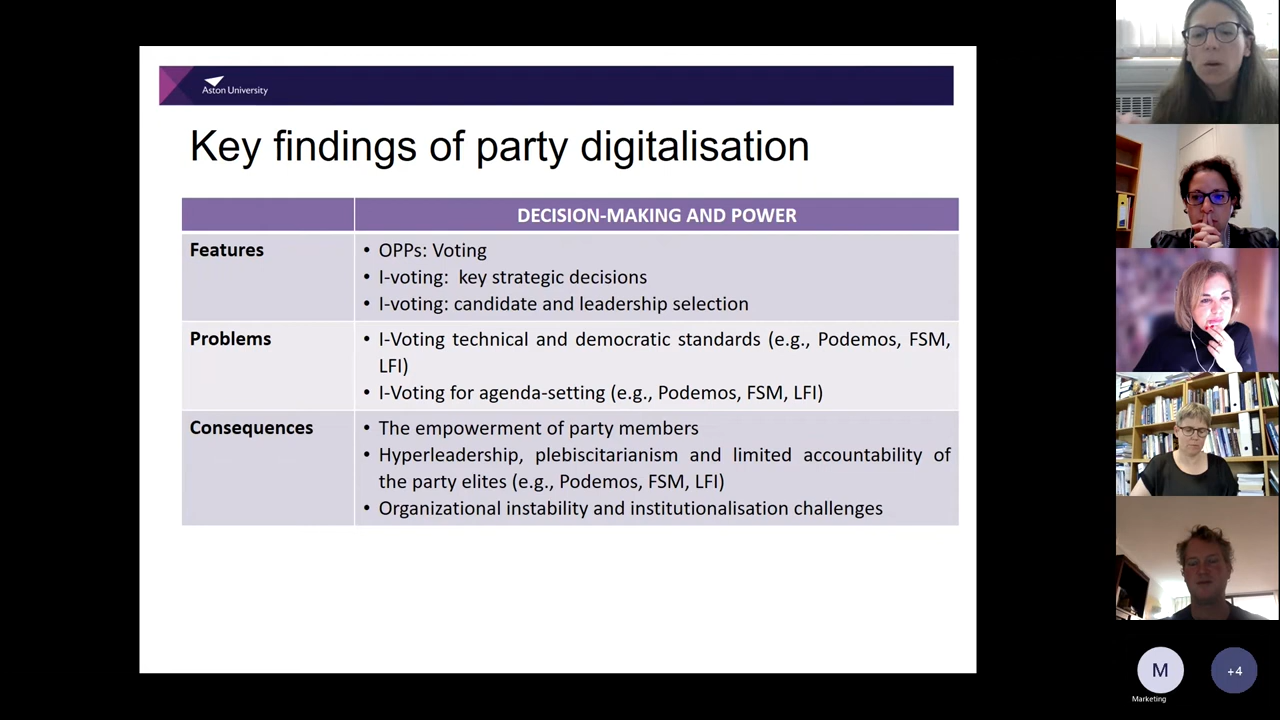 Aston University
Key findings of party digitalisation
DECISION-MAKING AND POWER
Features
• OPPs: Voting
• I-voting:  key strategic decisions
• I-voting: candidate and leadership selection
Problems
• I-Voting technical and democratic standards (e.g., Podemos, FSM,
LFI)
• I-Voting for agenda-setting (e.g., Podemos, FSM, LFI)
Consequences
• The empowerment of party members
• Hyperleadership, plebiscitarianism and limited accountability of
the party elites (e.g., Podemos, FSM, LFI)
• Organizational instability and institutionalisation challenges
M
+4
Marketing